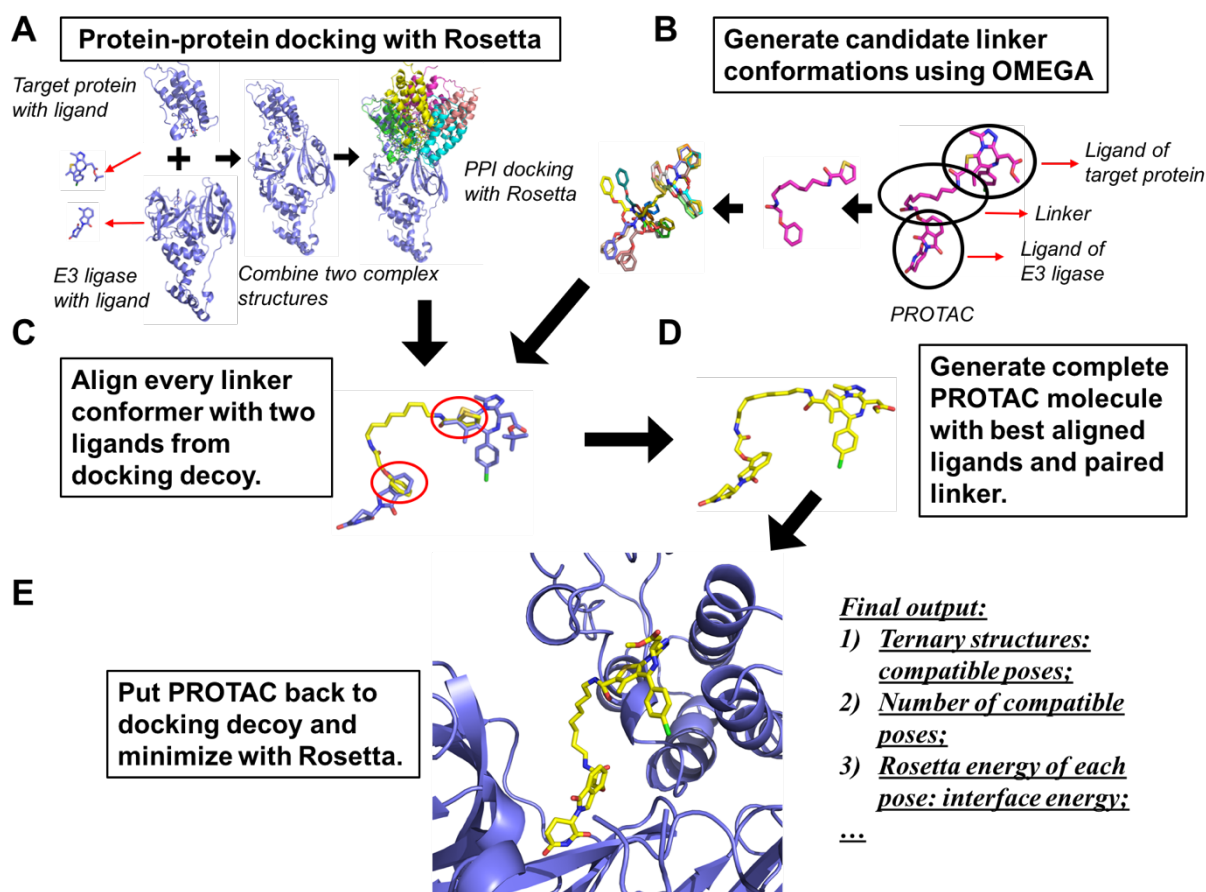 A
Protein-protein docking with Rosetta
Target protein
with ligand
E3 ligase
with ligand
Combine two complex
structures
PPI docking
with Rosetta
B
Generate candidate linker
conformations using OMEGA
Ligand of
target protein
Linker
Ligand of
E3 ligase
PROTAC
C
Align every linker
conformer with two
ligands from
docking decoy.
D
Generate complete
PROTAC molecule
with best aligned
ligands and paired
linker.
E
Put PROTAC back to
docking decoy and
minimize with Rosetta.
Final output:
1) Ternary structures:
compatible poses;
2) Number of compatible
poses;
3) Rosetta energy of each
pose: interface energy;
...